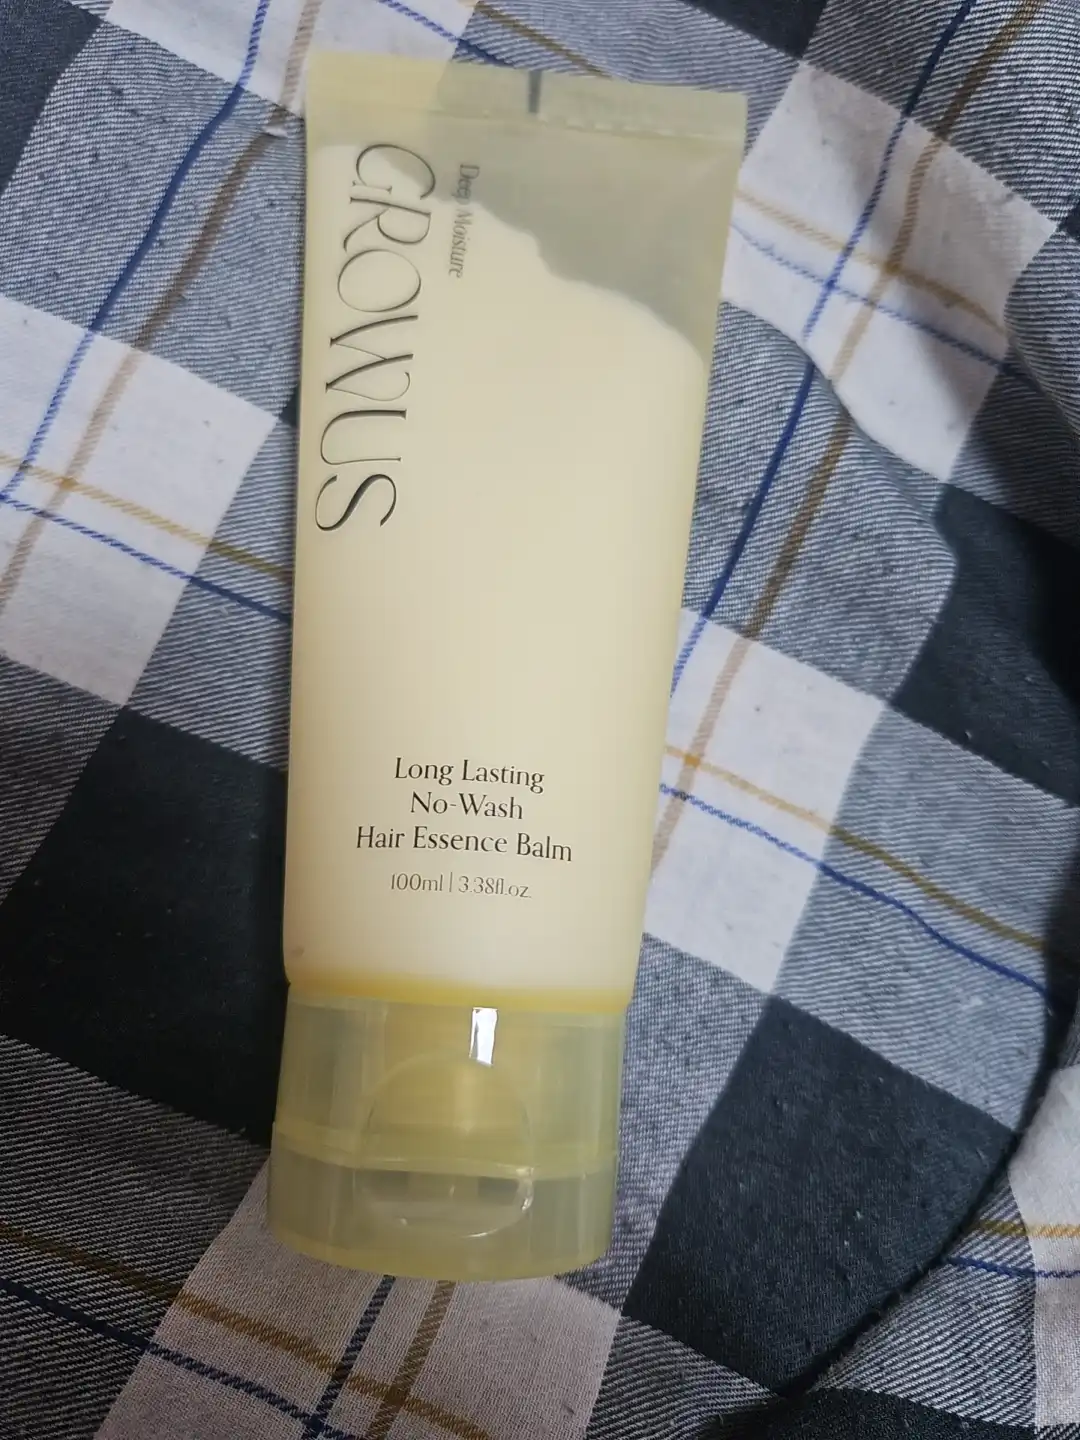 Deep Moisture
GROWUS
Long Lasting
No-Wash
Hair Essence Balm
100ml | 3.38fl.oz.